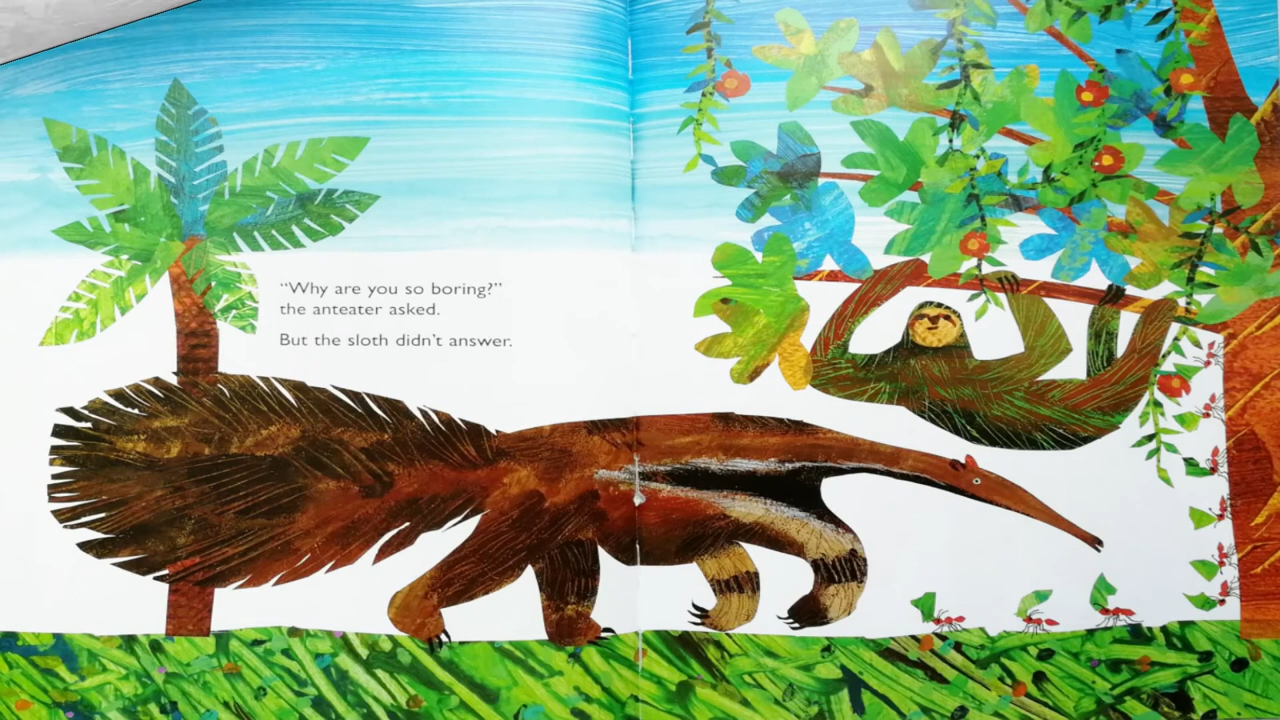 “Why are you so boring?”
the anteater asked.
But the sloth didn’t answer.